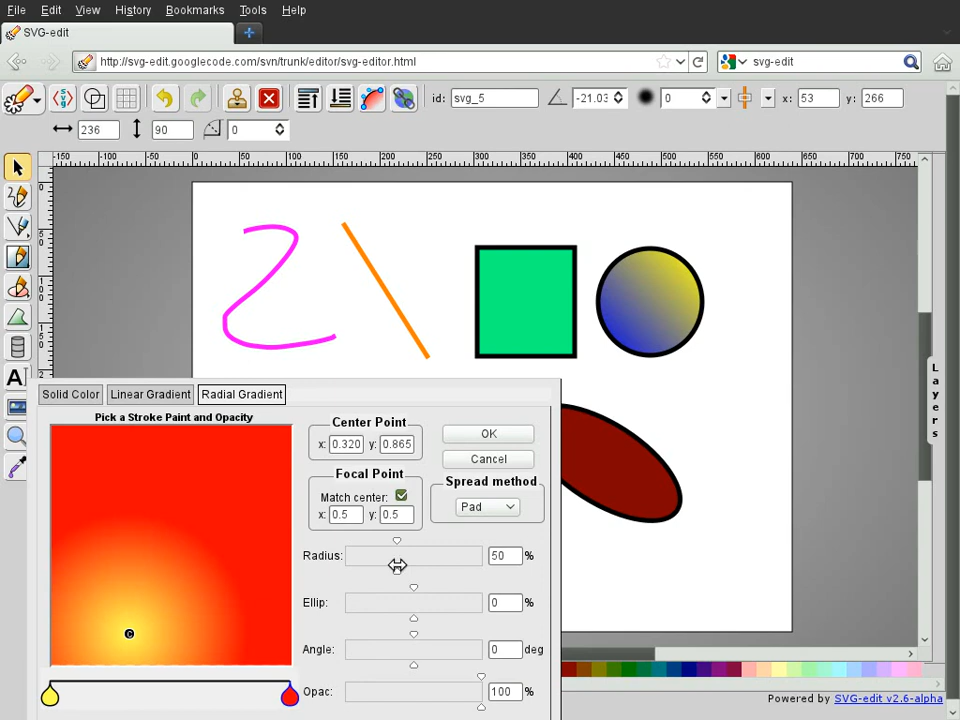 File Edit View History Bookmarks Tools Help
SVG-edit
http://svg-edit.googlecode.com/svn/trunk/editor/svg-editor.html svg-edit
id: svg_5 -21.03 0 x: 53 y: 266
236 90 0
-150 -100 -50 0 50 100 150 200 250 300 350 400 450 500 550 600 650 700 750
0
50
100
150
2
Layers
Solid Color Linear Gradient Radial Gradient
Pick a Stroke Paint and Opacity
Center Point
x: 0.320 y: 0.865
OK
Cancel
Focal Point
Match center:
x: 0.5 y: 0.5
Spread method
Pad
Radius: 50 %
Ellip: 0 %
Angle: 0 deg
Opac: 100 %
C
Powered by SVG-edit v2.6-alpha